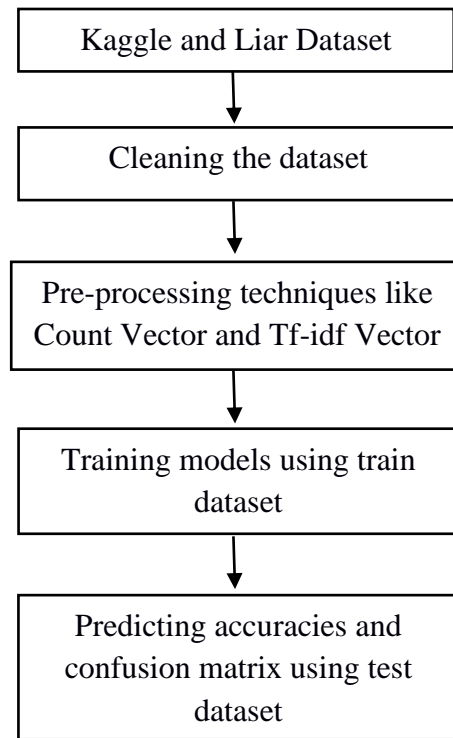 Kaggle and Liar Dataset
Cleaning the dataset
Pre-processing techniques like
Count Vector and Tf-idf Vector
Training models using train
dataset
Predicting accuracies and
confusion matrix using test
dataset